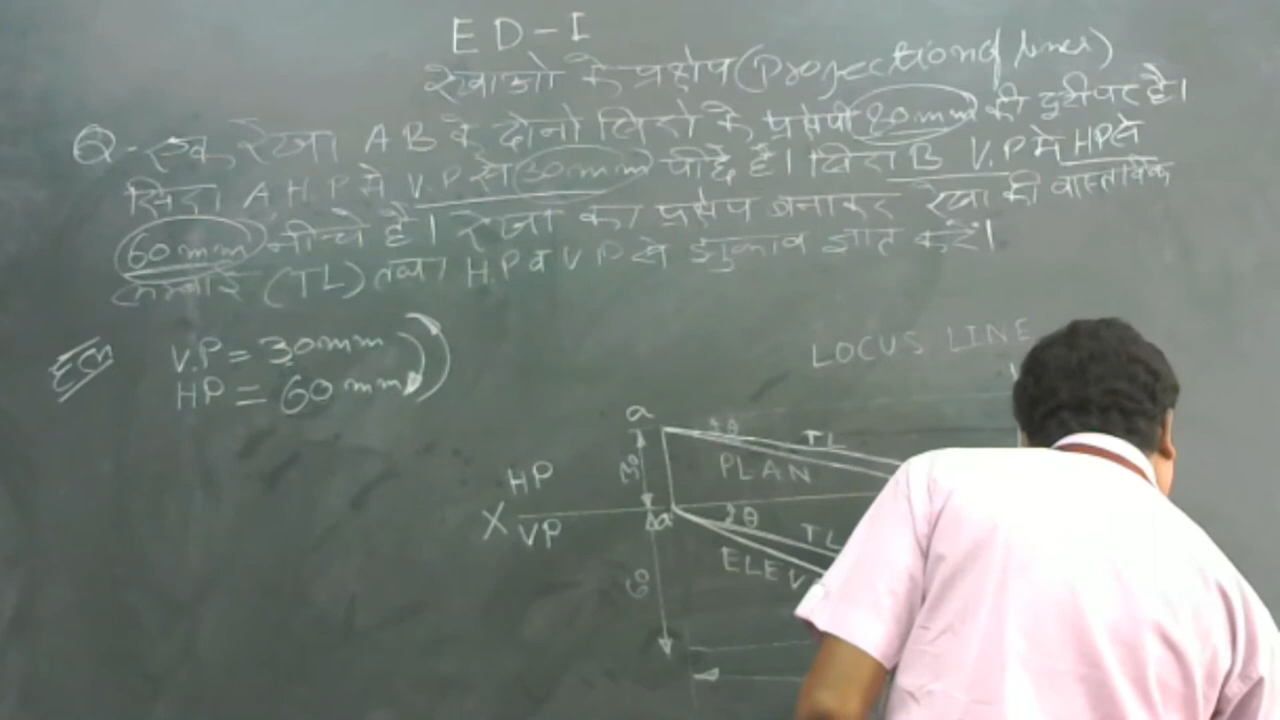 ED-I
रेखाओ के प्रक्षेप (Projection of lines)
Q- एक रेखा AB के दोनो सिरों के प्रक्षेपो 80mm की दुरी पर है।
सिरा A H.P मे V.P से 30mm पीछे है। सिरा B V.P मे HP से
60mm नीचे है। रेखा का प्रक्षेप बनाकर रेखा की वास्तविक
लम्बाई (TL) तथा H.P व V.P से झुकाव ज्ञात करें।
V.P = 30mm
HP = 60mm
LOCUS LINE
a
θ TL
30 PLAN
HP
X VP a' θ TL
60 ELEV